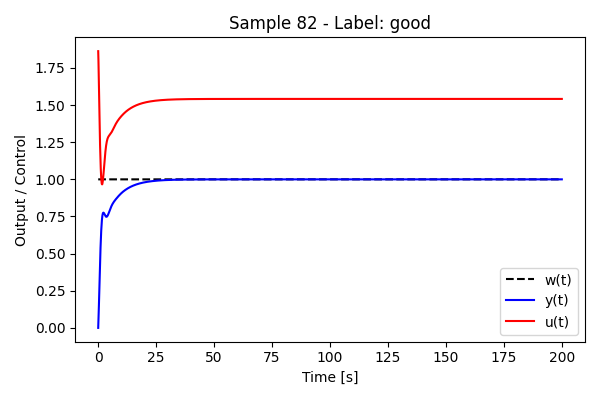 Sample 82 - Label: good
Output / Control
1.75
1.50
1.25
1.00
0.75
0.50
0.25
0.00
w(t)
y(t)
u(t)
0 25 50 75 100 125 150 175 200
Time [s]